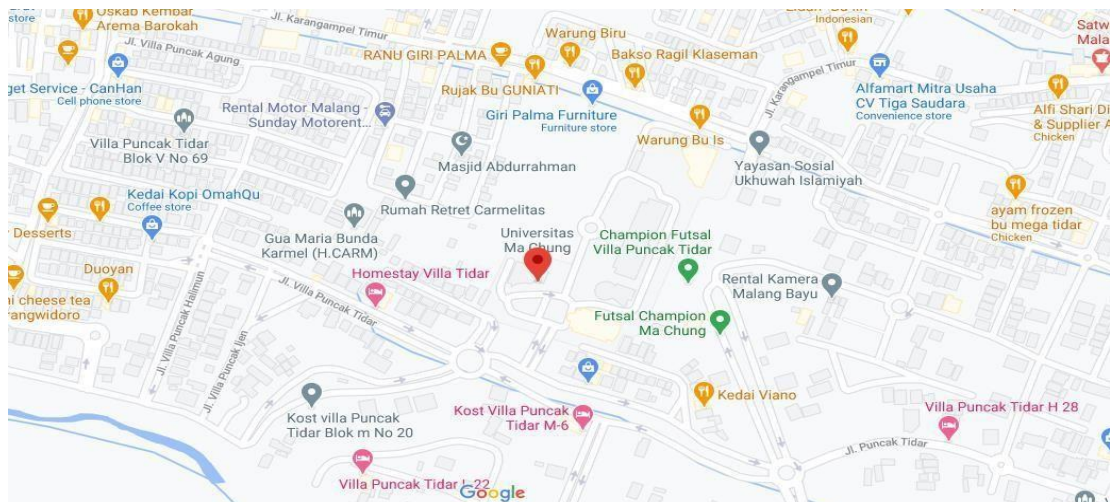 Oskab Kembar
Arema Barokah
store
Jl. Karangampel Timur
Jl. Villa Puncak Agung
RANU GIRI PALMA
Warung Biru
Indonesian
Bakso Ragil Klaseman
get Service - CanHan
Cell phone store
Rujak Bu GUNIATI
Jl. Karangampel Timur
Alfamart Mitra Usaha
CV Tiga Saudara
Convenience store
Alfi Shari Di
& Supplier A
Chicken
Rental Motor Malang -
Sunday Motorent...
Giri Palma Furniture
Furniture store
Villa Puncak Tidar
Blok V No 69
Masjid Abdurrahman
Warung Bu Is
Yayasan Sosial
Ukhuwah Islamiyah
Kedai Kopi OmahQu
Coffee store
Rumah Retret Carmelitas
ayam frozen
bu mega tidar
Chicken
Desserts
Gua Maria Bunda
Karmel (H.CARM)
Universitas
Ma Chung
Champion Futsal
Villa Puncak Tidar
Duoyan
Homestay Villa Tidar
Rental Kamera
Malang Bayu
ni cheese tea
rangwidoro
Jl. Villa Puncak Halimun
Jl. Villa Puncak Tidar
Futsal Champion
Ma Chung
Jl. Villa Puncak Ijen
Kedai Viano
Kost villa Puncak
Tidar Blok m No 20
Kost Villa Puncak
Tidar M-6
Villa Puncak Tidar H 28
Jl. Puncak Tidar
Villa Puncak Tidar L-22
Google